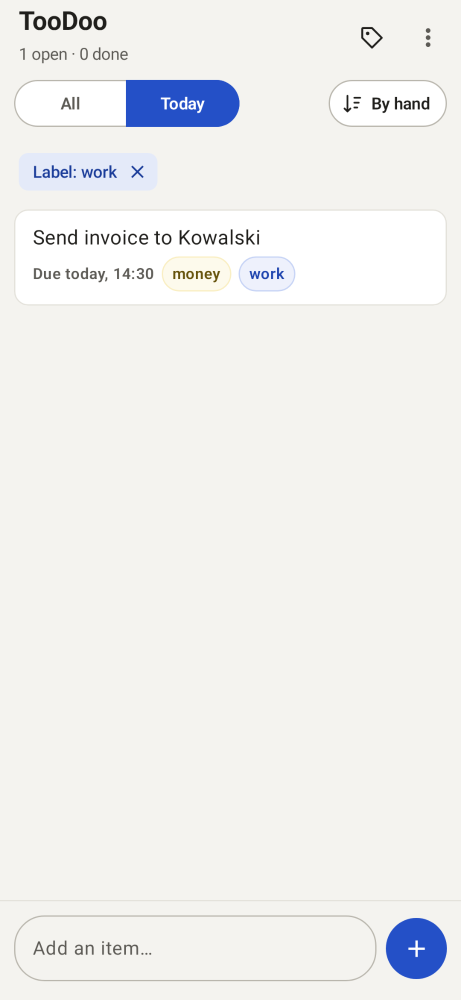 TooDoo
1 open · 0 done
All
Today
By hand
Label: work
Send invoice to Kowalski
Due today, 14:30
money
work
Add an item…